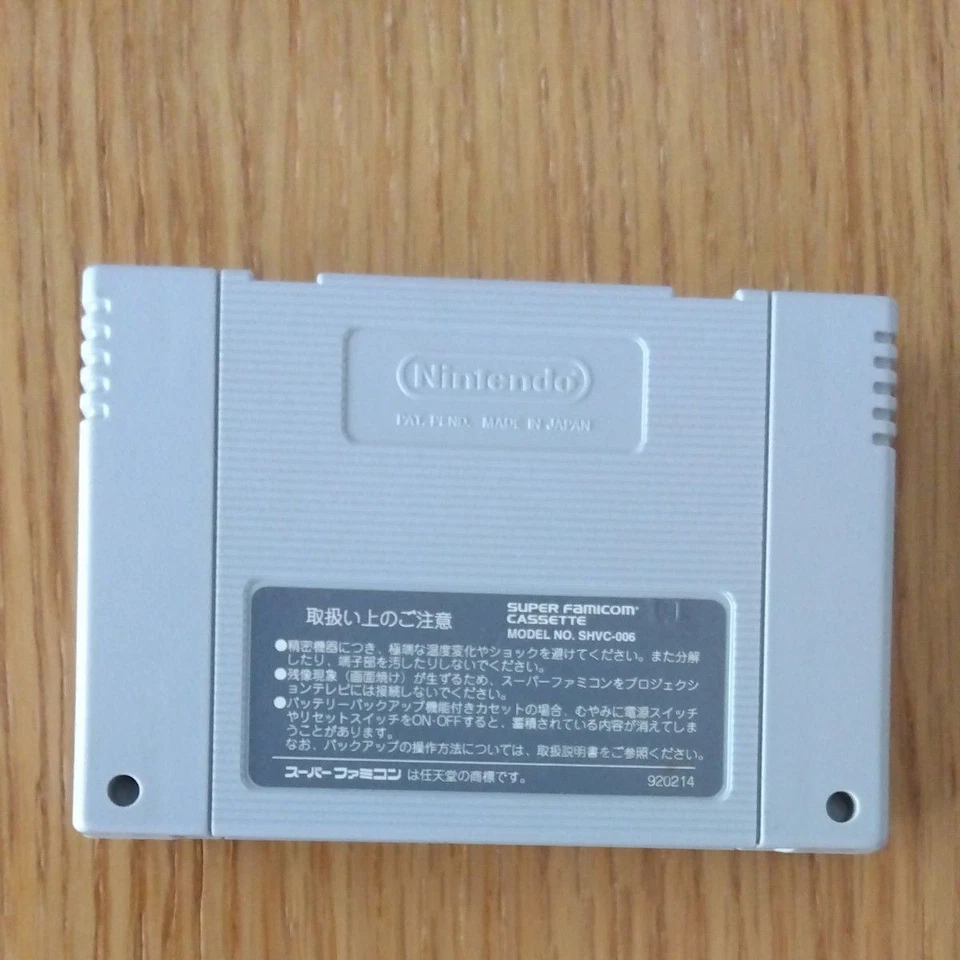 Nintendo
PAT. PEND. MADE IN JAPAN
取扱い上のご注意
SUPER FAMICOM
CASSETTE
MODEL NO. SHVC-006
●精密機器につき、極端な温度変化やショックを避けてください。また分解
したり、端子部を汚したりしないでください。
●残像現象（画面焼け）が生ずるため、スーパーファミコンをプロジェクシ
ョンテレビには接続しないでください。
●バッテリーバックアップ機能付きカセットの場合、むやみに電源スイッチ
やリセットスイッチをON-OFFすると、蓄積されている内容が消えてしま
うことがあります。
なお、バックアップの操作方法については、取扱説明書をご参照ください。
スーパーファミコン は任天堂の商標です。
920214